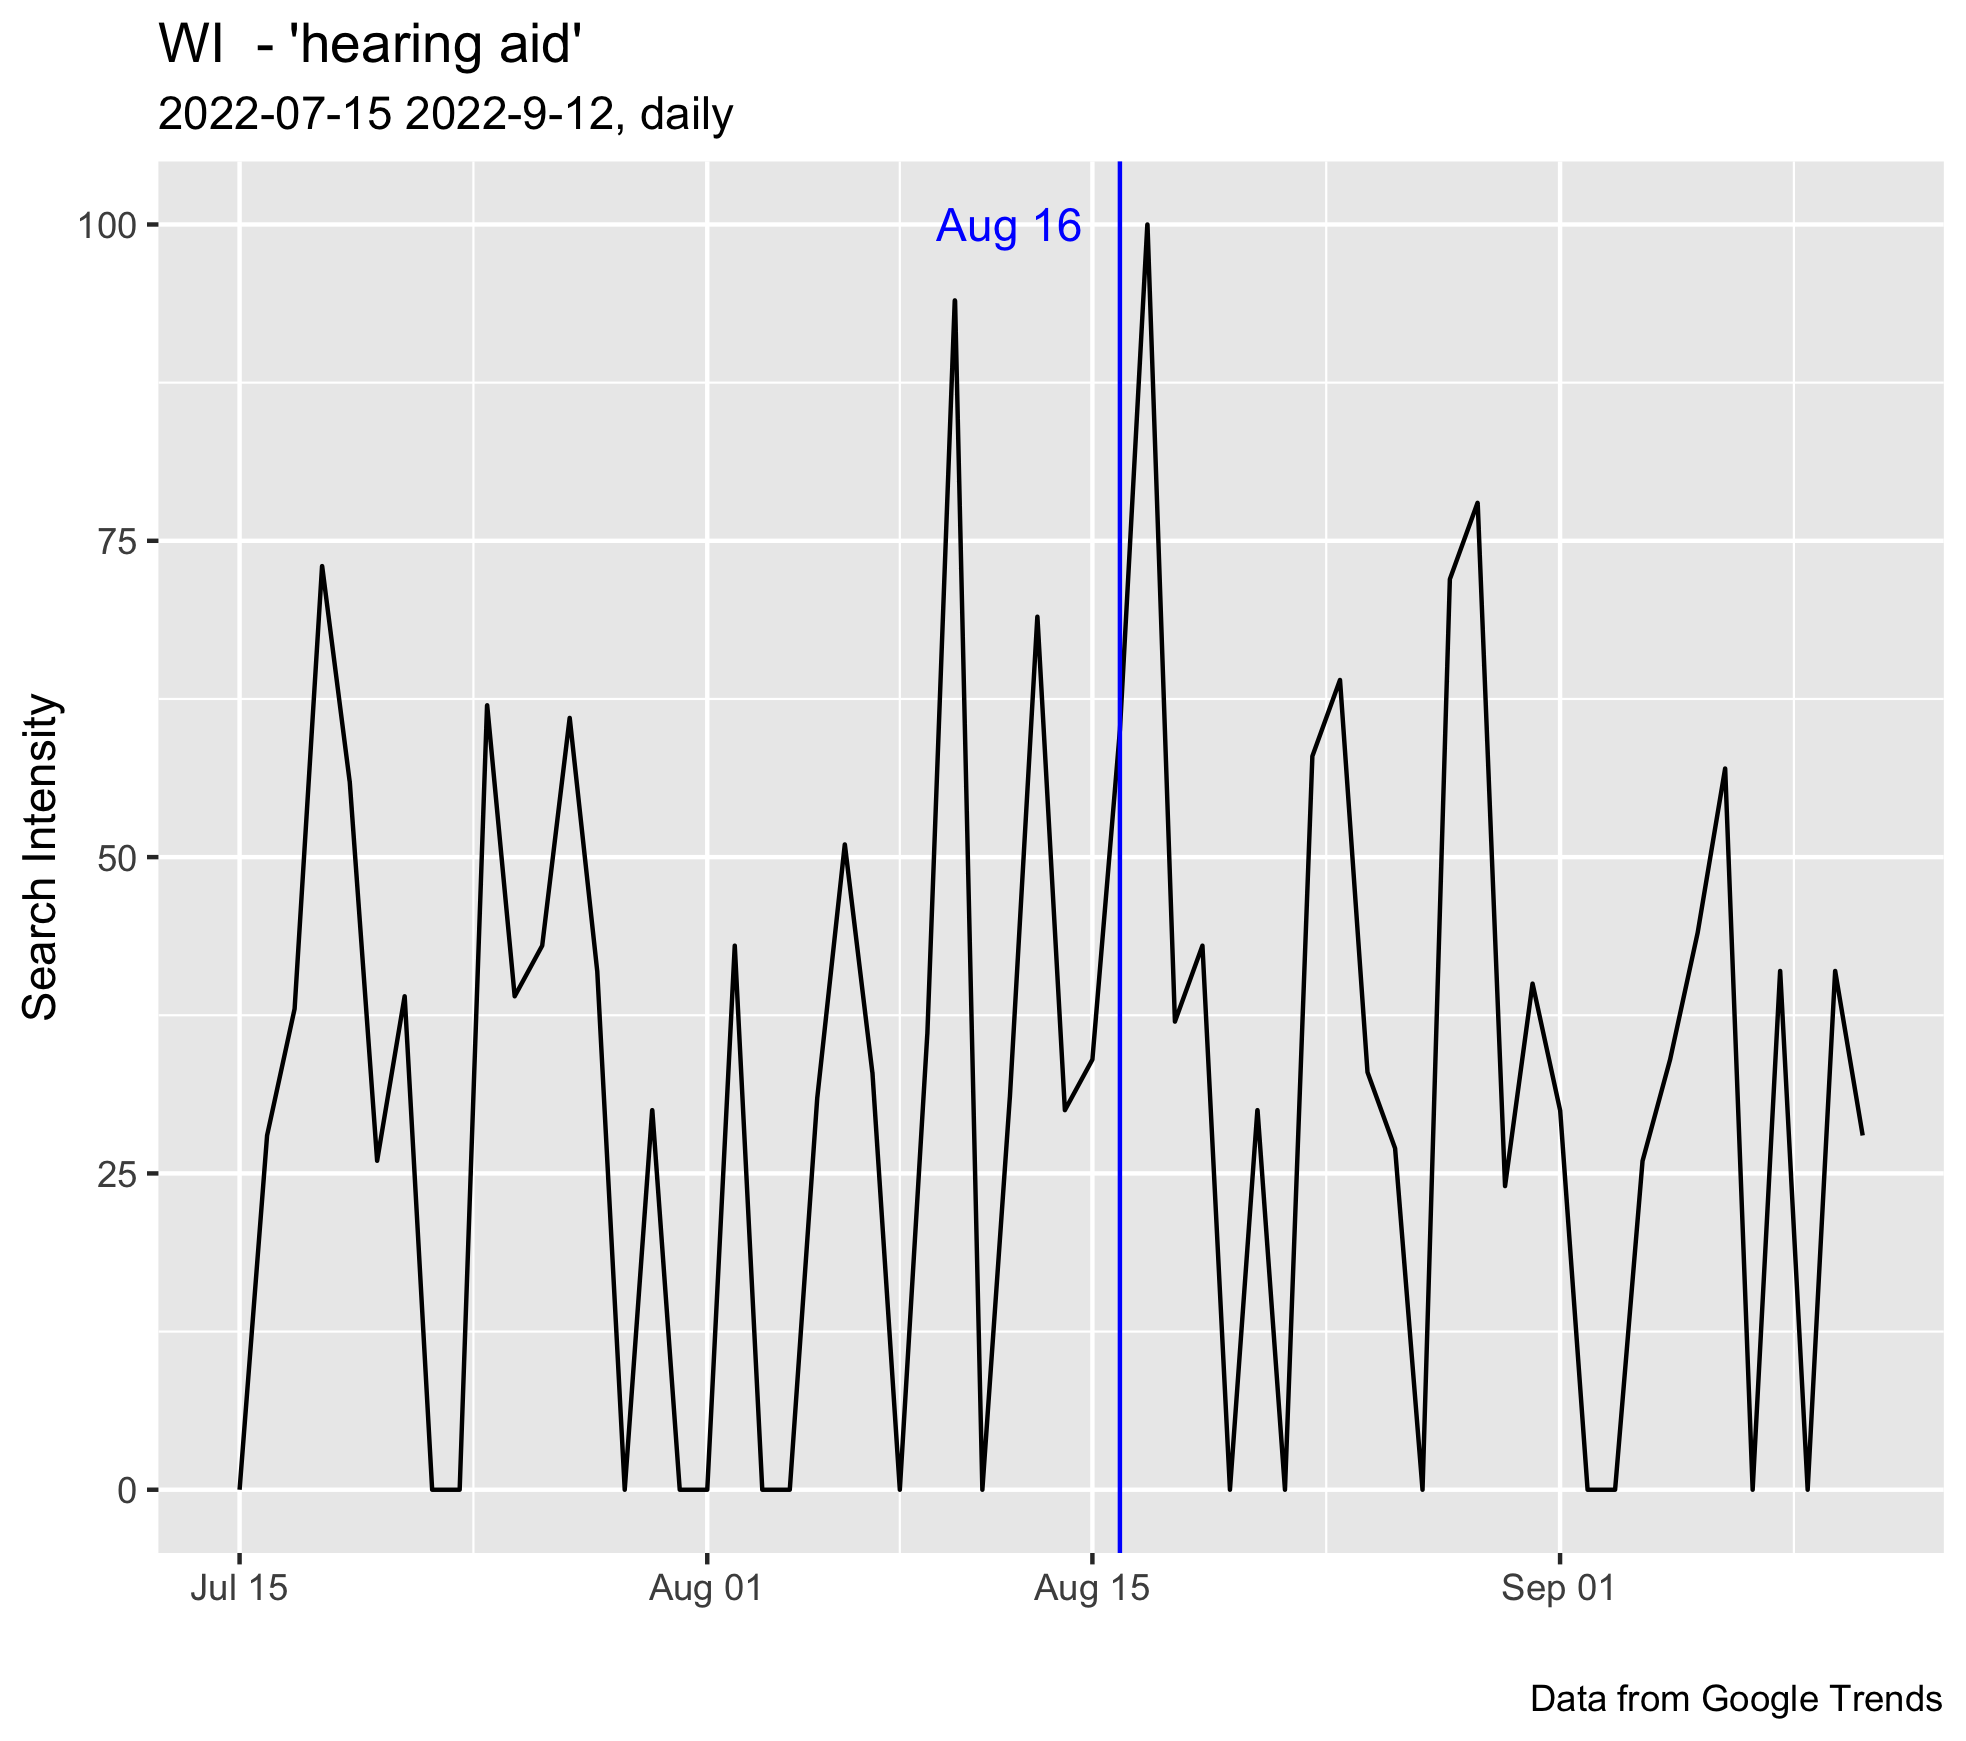 WI  - 'hearing aid'
2022-07-15 2022-9-12, daily
Aug 16
100
75
50
25
0
Search Intensity
Jul 15 Aug 01 Aug 15 Sep 01
Data from Google Trends